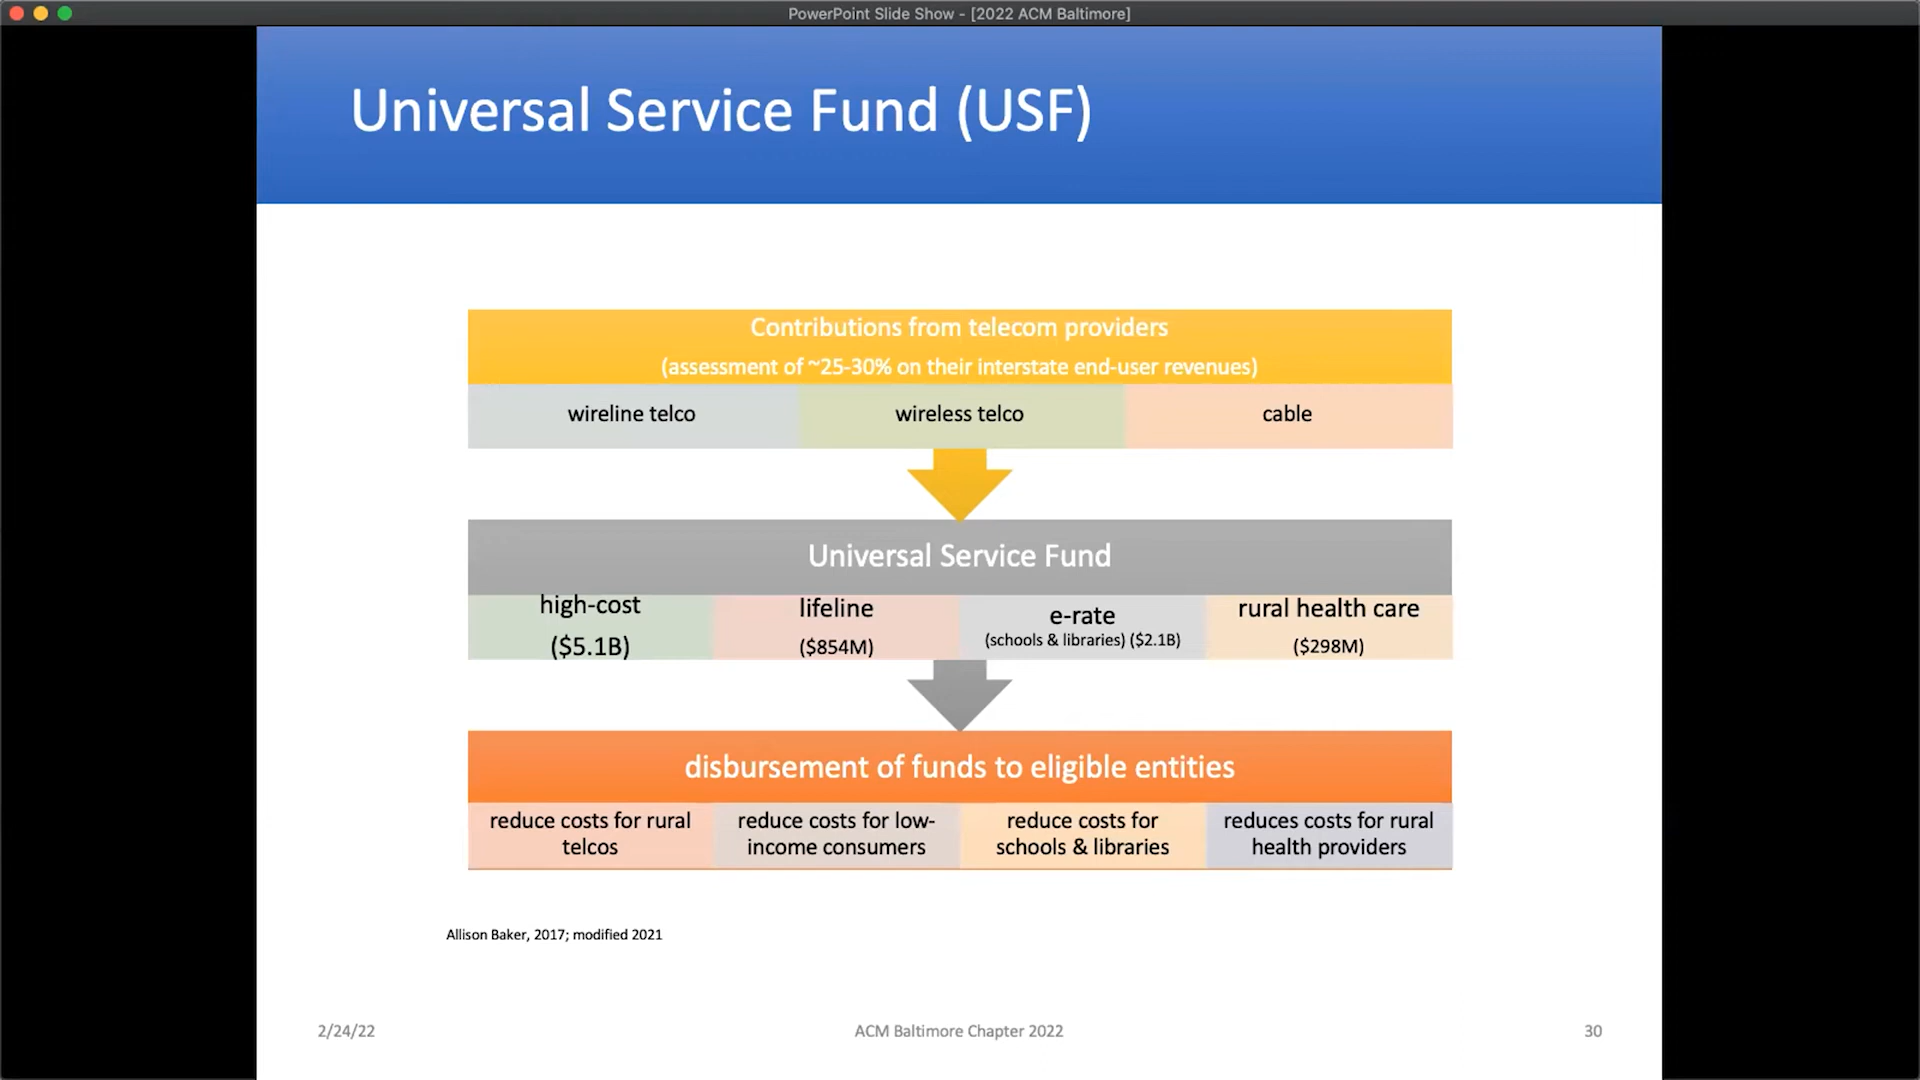 PowerPoint Slide Show - [2022 ACM Baltimore]
Universal Service Fund (USF)
Contributions from telecom providers
(assessment of ~25-30% on their interstate end-user revenues)
wireline telco
wireless telco
cable
Universal Service Fund
high-cost
($5.1B)
lifeline
($854M)
e-rate
(schools & libraries) ($2.1B)
rural health care
($298M)
disbursement of funds to eligible entities
reduce costs for rural
telcos
reduce costs for low-
income consumers
reduce costs for
schools & libraries
reduces costs for rural
health providers
Allison Baker, 2017; modified 2021
2/24/22
ACM Baltimore Chapter 2022
30